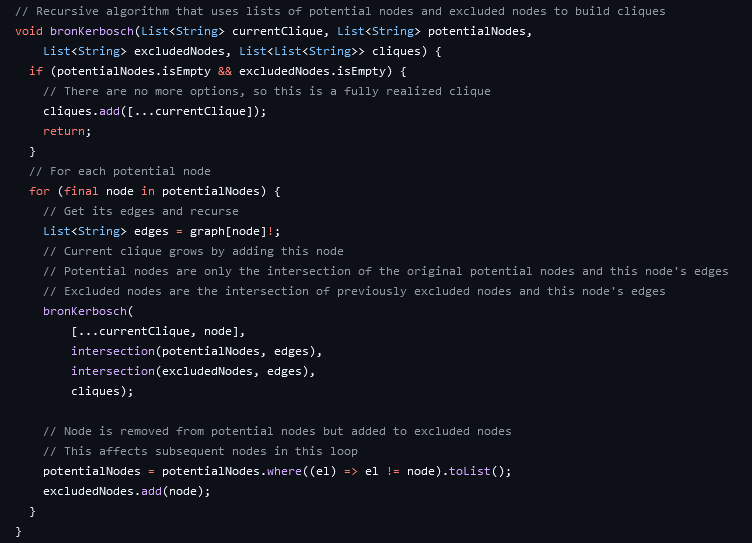 // Recursive algorithm that uses lists of potential nodes and excluded nodes to build cliques
void bronKerbosch(List<String> currentClique, List<String> potentialNodes,
    List<String> excludedNodes, List<List<String>> cliques) {
  if (potentialNodes.isEmpty && excludedNodes.isEmpty) {
    // There are no more options, so this is a fully realized clique
    cliques.add([...currentClique]);
    return;
  }
  // For each potential node
  for (final node in potentialNodes) {
    // Get its edges and recurse
    List<String> edges = graph[node]!;
    // Current clique grows by adding this node
    // Potential nodes are only the intersection of the original potential nodes and this node's edges
    // Excluded nodes are the intersection of previously excluded nodes and this node's edges
    bronKerbosch(
        [...currentClique, node],
        intersection(potentialNodes, edges),
        intersection(excludedNodes, edges),
        cliques);

    // Node is removed from potential nodes but added to excluded nodes
    // This affects subsequent nodes in this loop
    potentialNodes = potentialNodes.where((el) => el != node).toList();
    excludedNodes.add(node);
  }
}